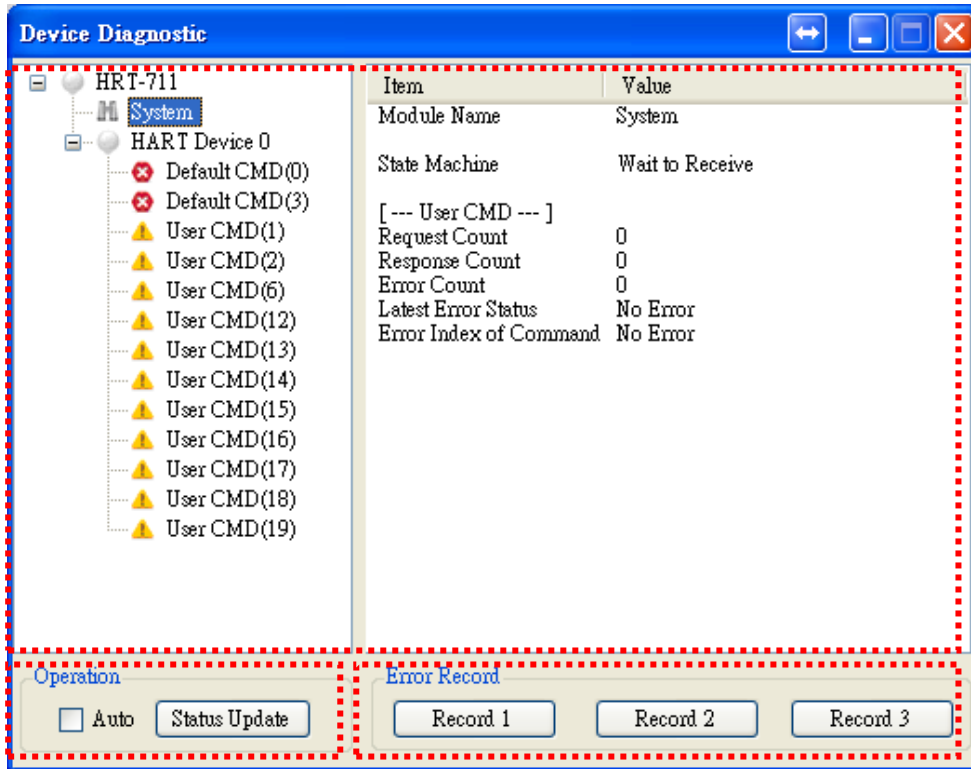 Device Diagnostic
HRT-711
System
HART Device 0
Default CMD(0)
Default CMD(3)
User CMD(1)
User CMD(2)
User CMD(6)
User CMD(12)
User CMD(13)
User CMD(14)
User CMD(15)
User CMD(16)
User CMD(17)
User CMD(18)
User CMD(19)
Item Value
Module Name System
State Machine Wait to Receive
[ --- User CMD --- ]
Request Count 0
Response Count 0
Error Count 0
Latest Error Status No Error
Error Index of Command No Error
Operation
Auto Status Update
Error Record
Record 1 Record 2 Record 3